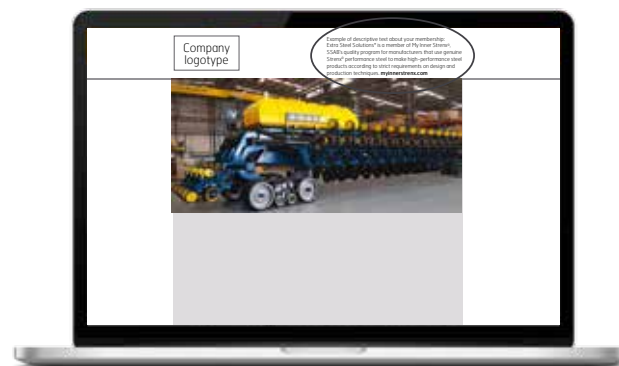 Company
logotype
Example of descriptive text about your membership:
Extra Steel Solutions® is a member of My Inner Strenx®,
SSAB's quality program for manufacturers that use genuine
Strenx® performance steel to make high-performance steel
products according to strict requirements on design and
production techniques. myinnerstrenx.com